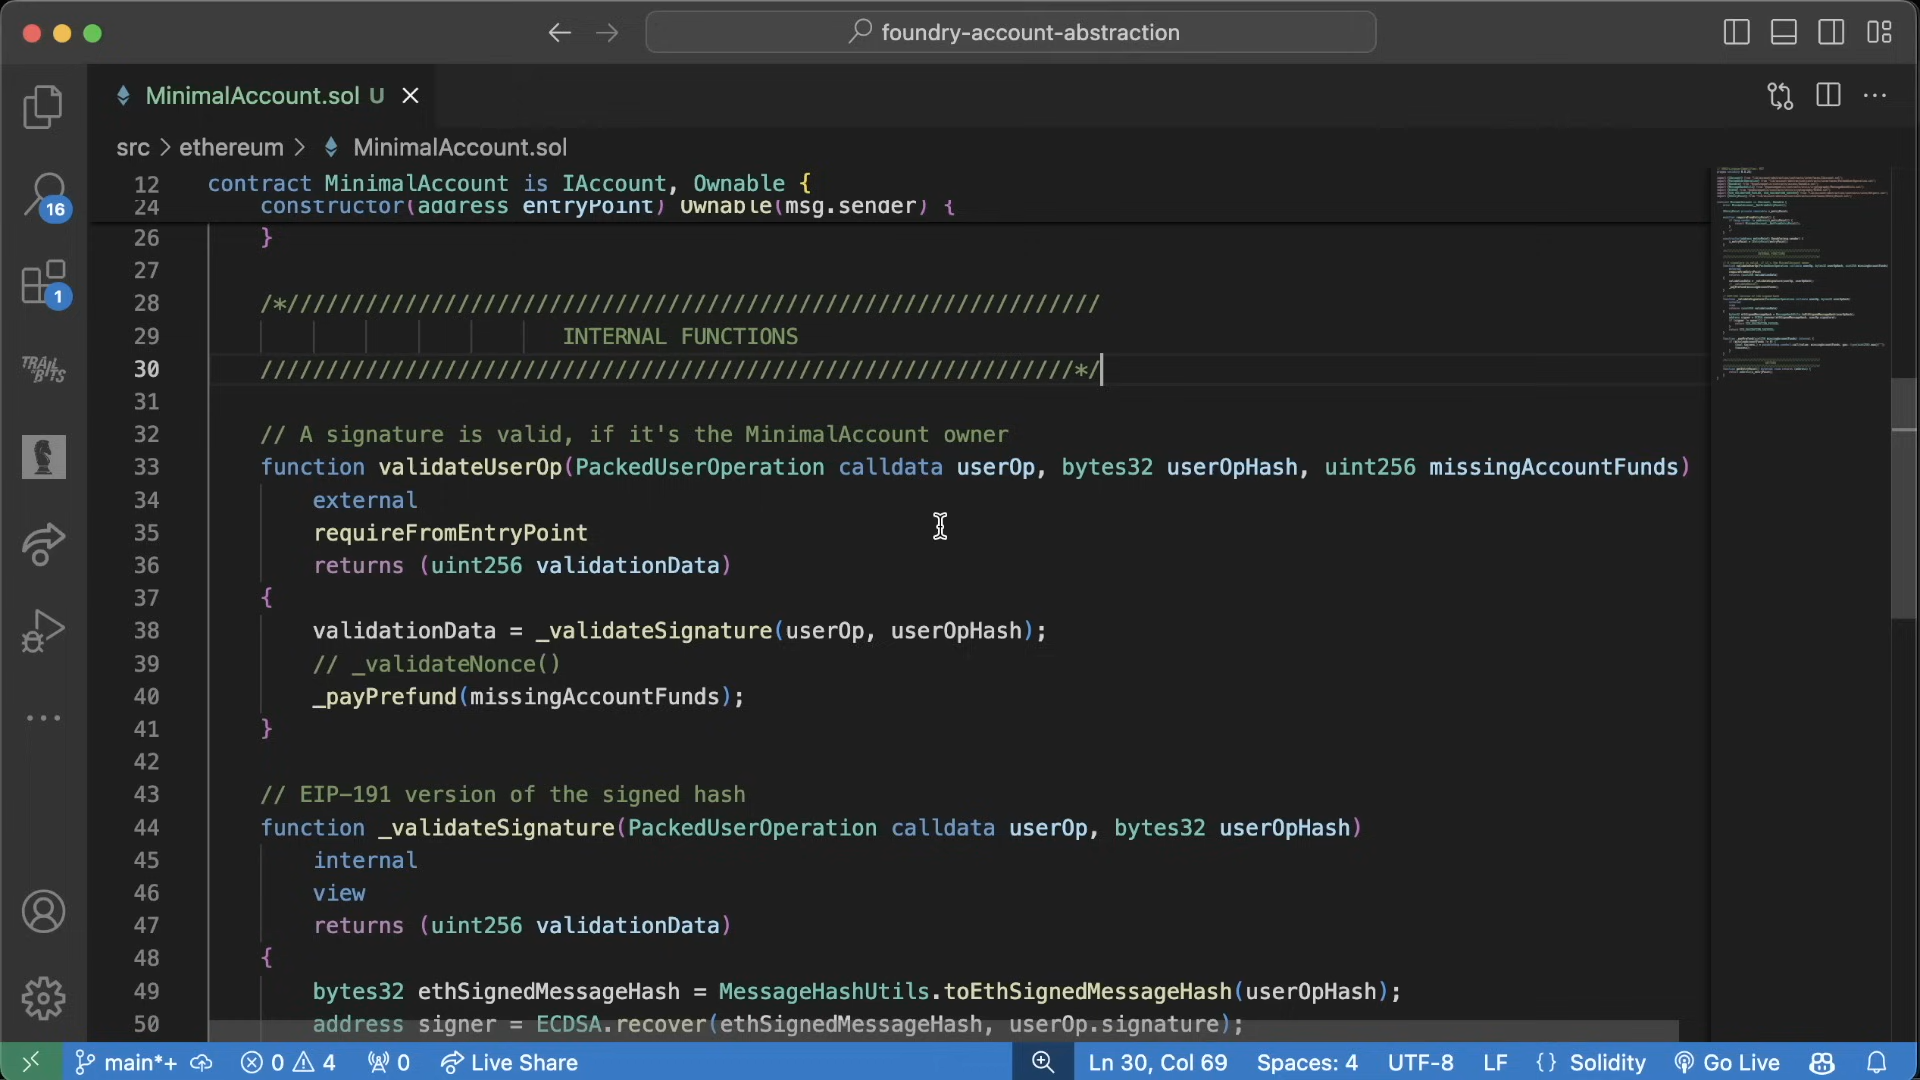 foundry-account-abstraction
MinimalAccount.sol U
src > ethereum > MinimalAccount.sol
12 contract MinimalAccount is IAccount, Ownable {
24 constructor(address entryPoint) Ownable(msg.sender) {
26 }
27
28 /*//////////////////////////////////////////////////////////////
29 INTERNAL FUNCTIONS
30 //////////////////////////////////////////////////////////////*/
31
32 // A signature is valid, if it's the MinimalAccount owner
33 function validateUserOp(PackedUserOperation calldata userOp, bytes32 userOpHash, uint256 missingAccountFunds)
34 external
35 requireFromEntryPoint
36 returns (uint256 validationData)
37 {
38 validationData = _validateSignature(userOp, userOpHash);
39 // _validateNonce()
40 _payPrefund(missingAccountFunds);
41 }
42
43 // EIP-191 version of the signed hash
44 function _validateSignature(PackedUserOperation calldata userOp, bytes32 userOpHash)
45 internal
46 view
47 returns (uint256 validationData)
48 {
49 bytes32 ethSignedMessageHash = MessageHashUtils.toEthSignedMessageHash(userOpHash);
50 address signer = ECDSA.recover(ethSignedMessageHash, userOp.signature);
16
1
TRAIL OF BITS
main*+ 0 4 0 Live Share Ln 30, Col 69 Spaces: 4 UTF-8 LF {} Solidity Go Live